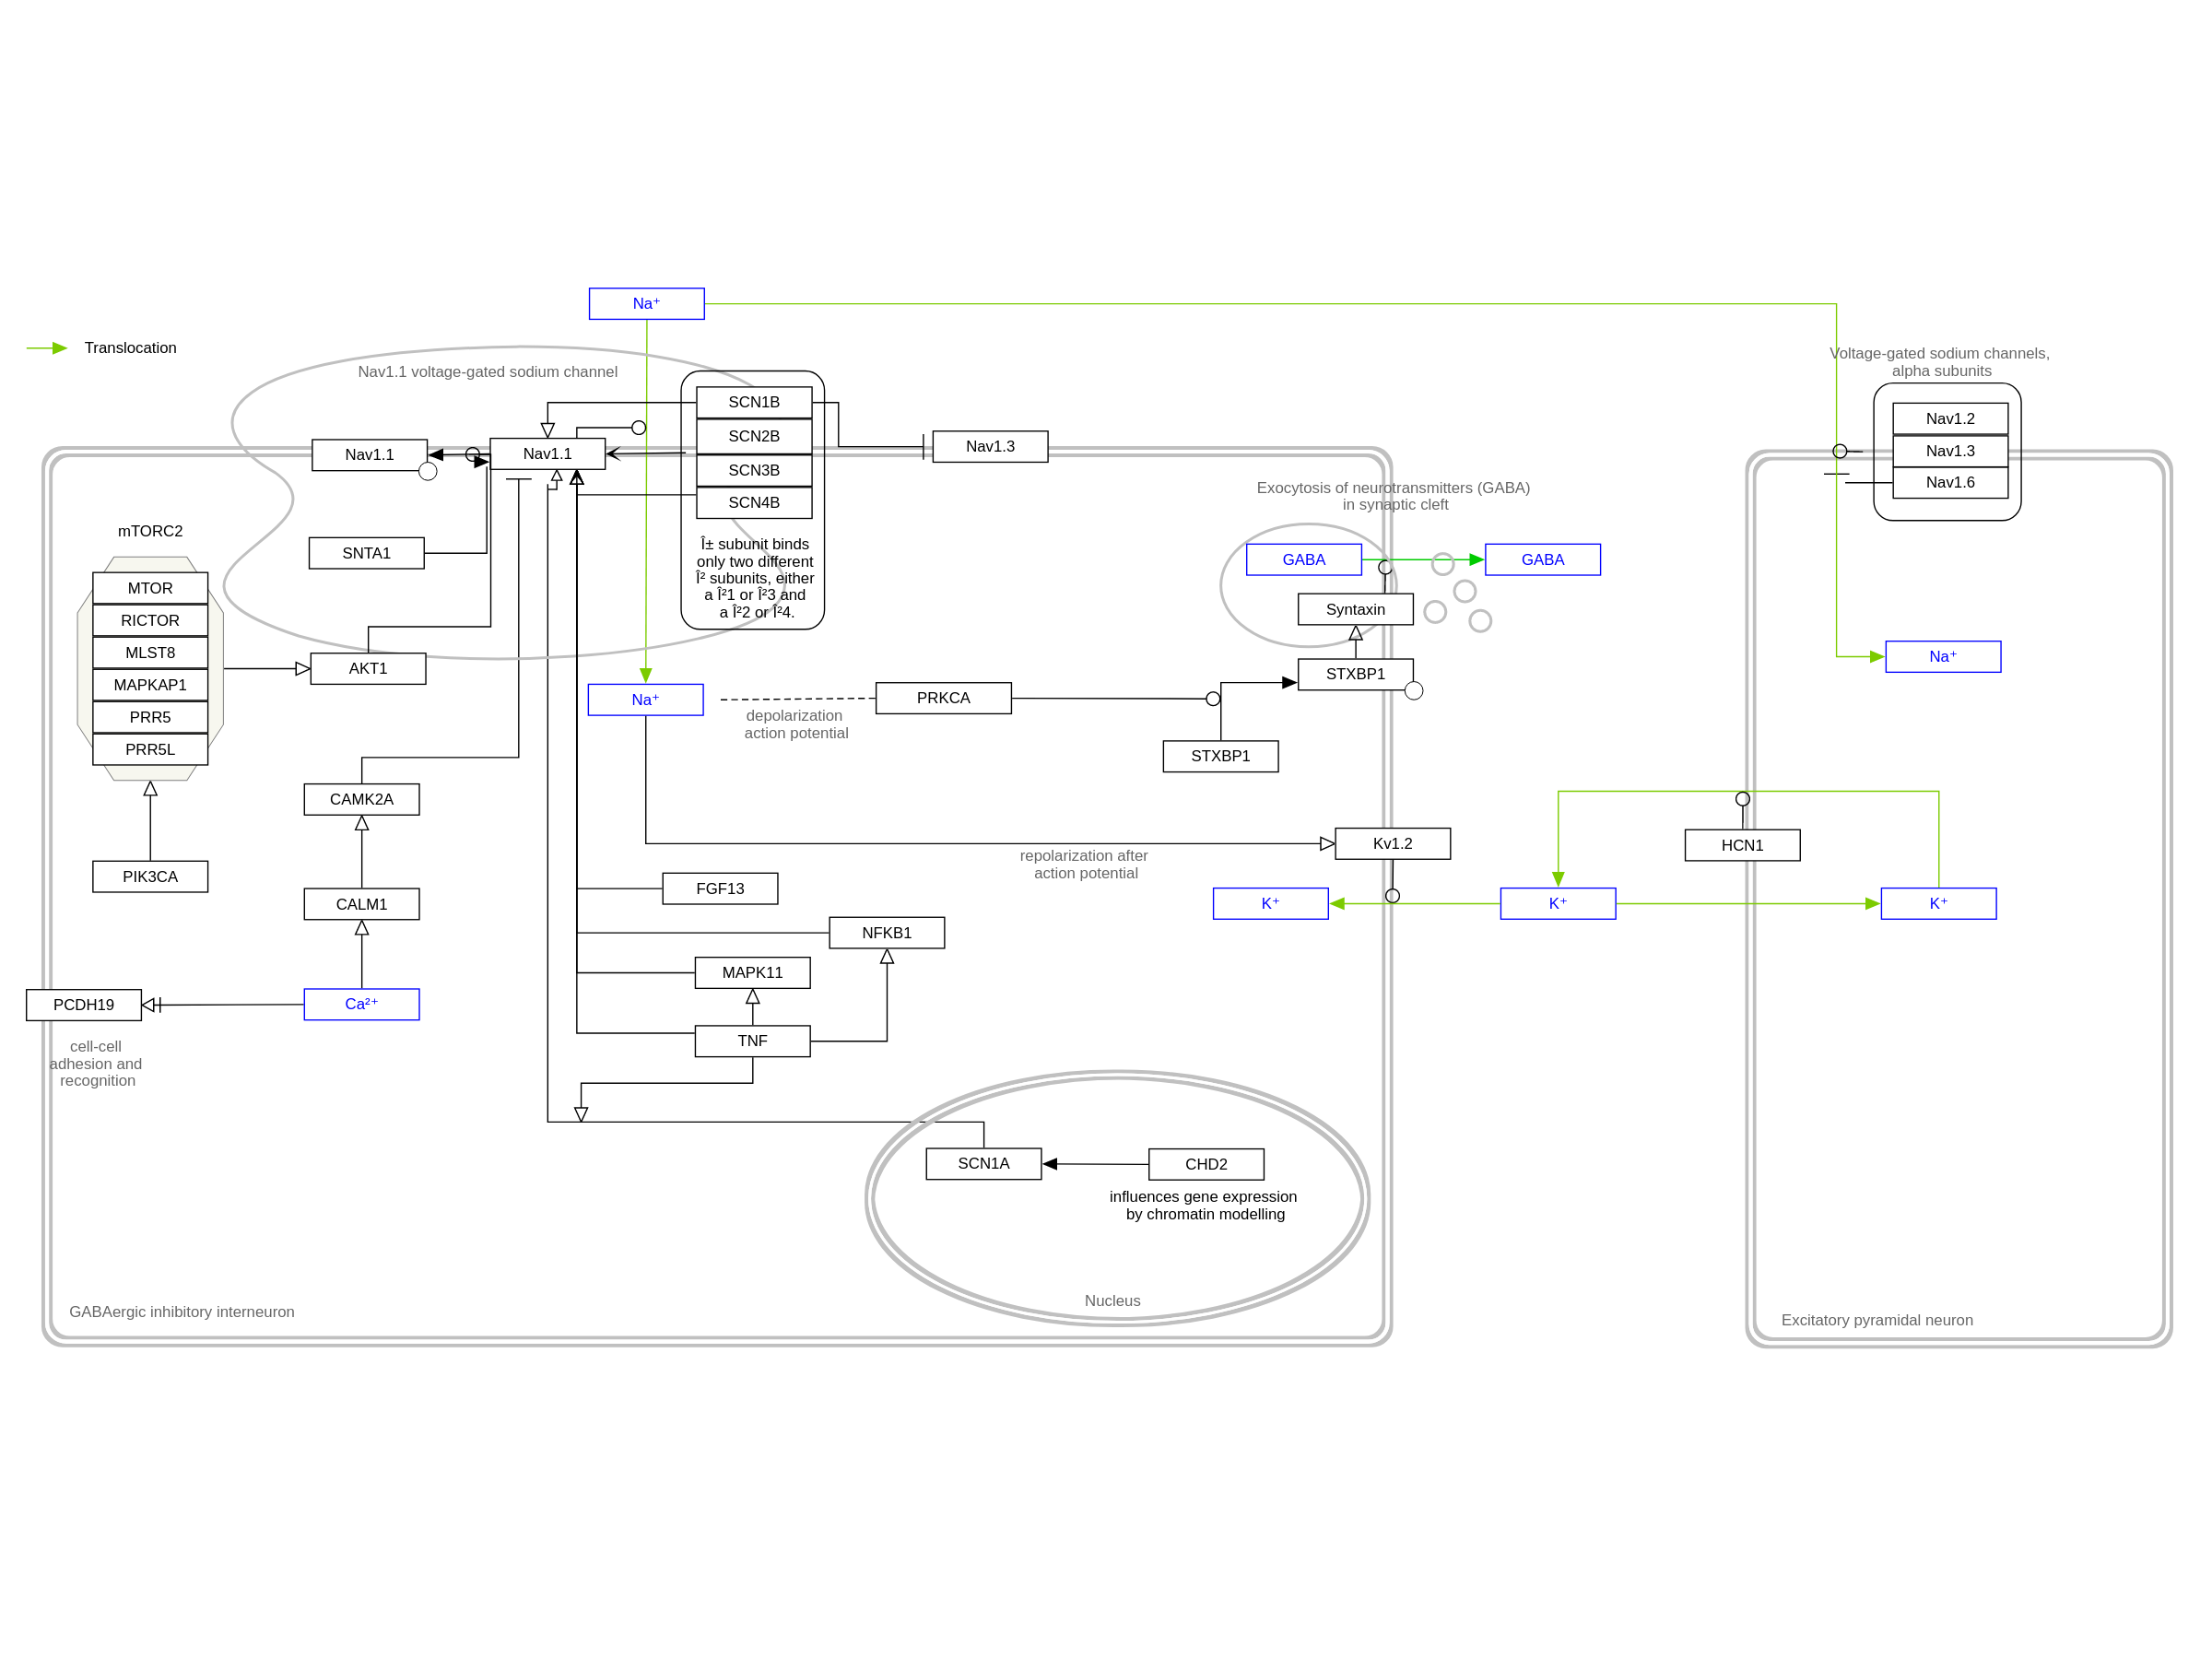 Na⁺
Translocation
Nav1.1 voltage-gated sodium channel
Voltage-gated sodium channels,
alpha subunits
SCN1B
SCN2B
SCN3B
SCN4B
Î± subunit binds
only two different
Î² subunits, either
a Î²1 or Î²3 and
a Î²2 or Î²4.
Nav1.1
Nav1.1
Nav1.3
Nav1.2
Nav1.3
Nav1.6
Exocytosis of neurotransmitters (GABA)
in synaptic cleft
mTORC2
SNTA1
GABA
GABA
MTOR
RICTOR
MLST8
MAPKAP1
PRR5
PRR5L
Syntaxin
AKT1
STXBP1
Na⁺
Na⁺
PRKCA
depolarization
action potential
STXBP1
CAMK2A
Kv1.2
HCN1
repolarization after
action potential
PIK3CA
CALM1
FGF13
K⁺
K⁺
K⁺
NFKB1
MAPK11
PCDH19
Ca²⁺
cell-cell
adhesion and
recognition
TNF
SCN1A
CHD2
influences gene expression
by chromatin modelling
Nucleus
GABAergic inhibitory interneuron
Excitatory pyramidal neuron